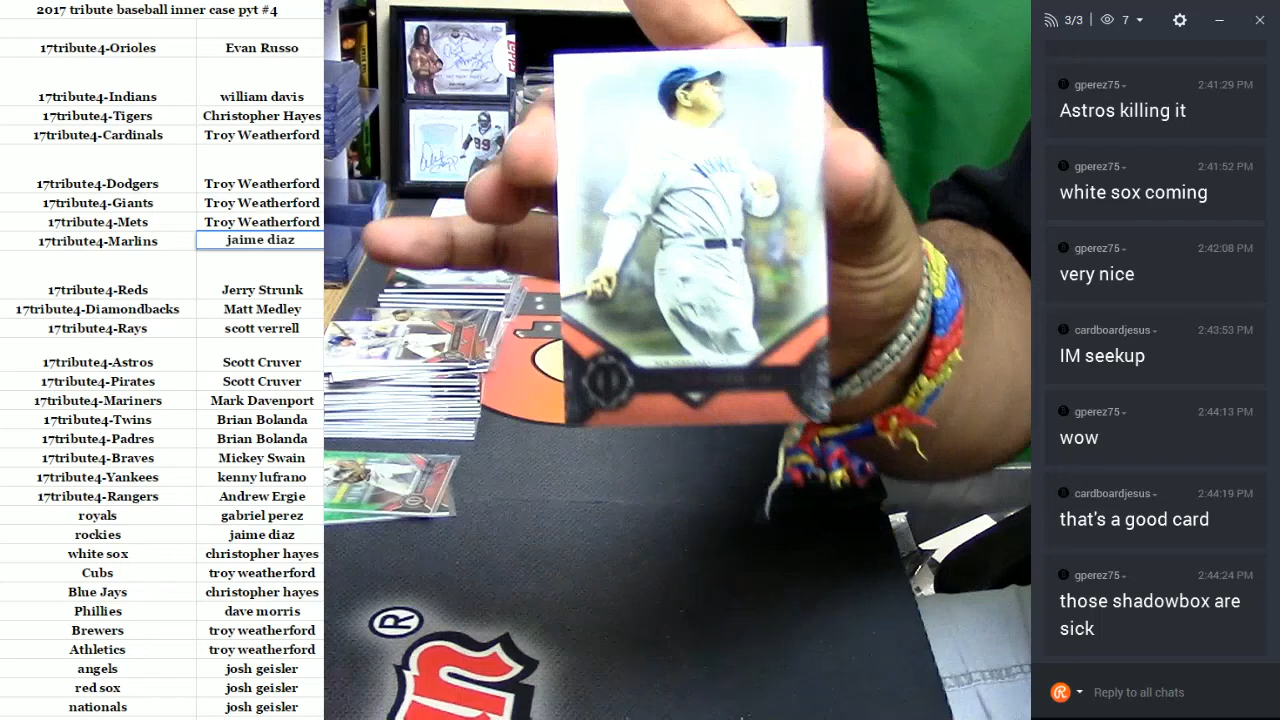 2017 tribute baseball inner case pyt #4
17tribute4-Orioles Evan Russo
17tribute4-Indians william davis
17tribute4-Tigers Christopher Hayes
17tribute4-Cardinals Troy Weatherford
17tribute4-Dodgers Troy Weatherford
17tribute4-Giants Troy Weatherford
17tribute4-Mets Troy Weatherford
17tribute4-Marlins jaime diaz
17tribute4-Reds Jerry Strunk
17tribute4-Diamondbacks Matt Medley
17tribute4-Rays scott verrell
17tribute4-Astros Scott Cruver
17tribute4-Pirates Scott Cruver
17tribute4-Mariners Mark Davenport
17tribute4-Twins Brian Bolanda
17tribute4-Padres Brian Bolanda
17tribute4-Braves Mickey Swain
17tribute4-Yankees kenny lufrano
17tribute4-Rangers Andrew Ergie
royals gabriel perez
rockies jaime diaz
white sox christopher hayes
Cubs troy weatherford
Blue Jays christopher hayes
Phillies dave morris
Brewers troy weatherford
Athletics troy weatherford
angels josh geisler
red sox josh geisler
nationals josh geisler
99
®
3/3 7
gperez75 2:41:29 PM
Astros killing it
gperez75 2:41:52 PM
white sox coming
gperez75 2:42:08 PM
very nice
cardboardjesus 2:43:53 PM
IM seekup
gperez75 2:44:13 PM
wow
cardboardjesus 2:44:19 PM
that's a good card
gperez75 2:44:24 PM
those shadowbox are
sick
Reply to all chats